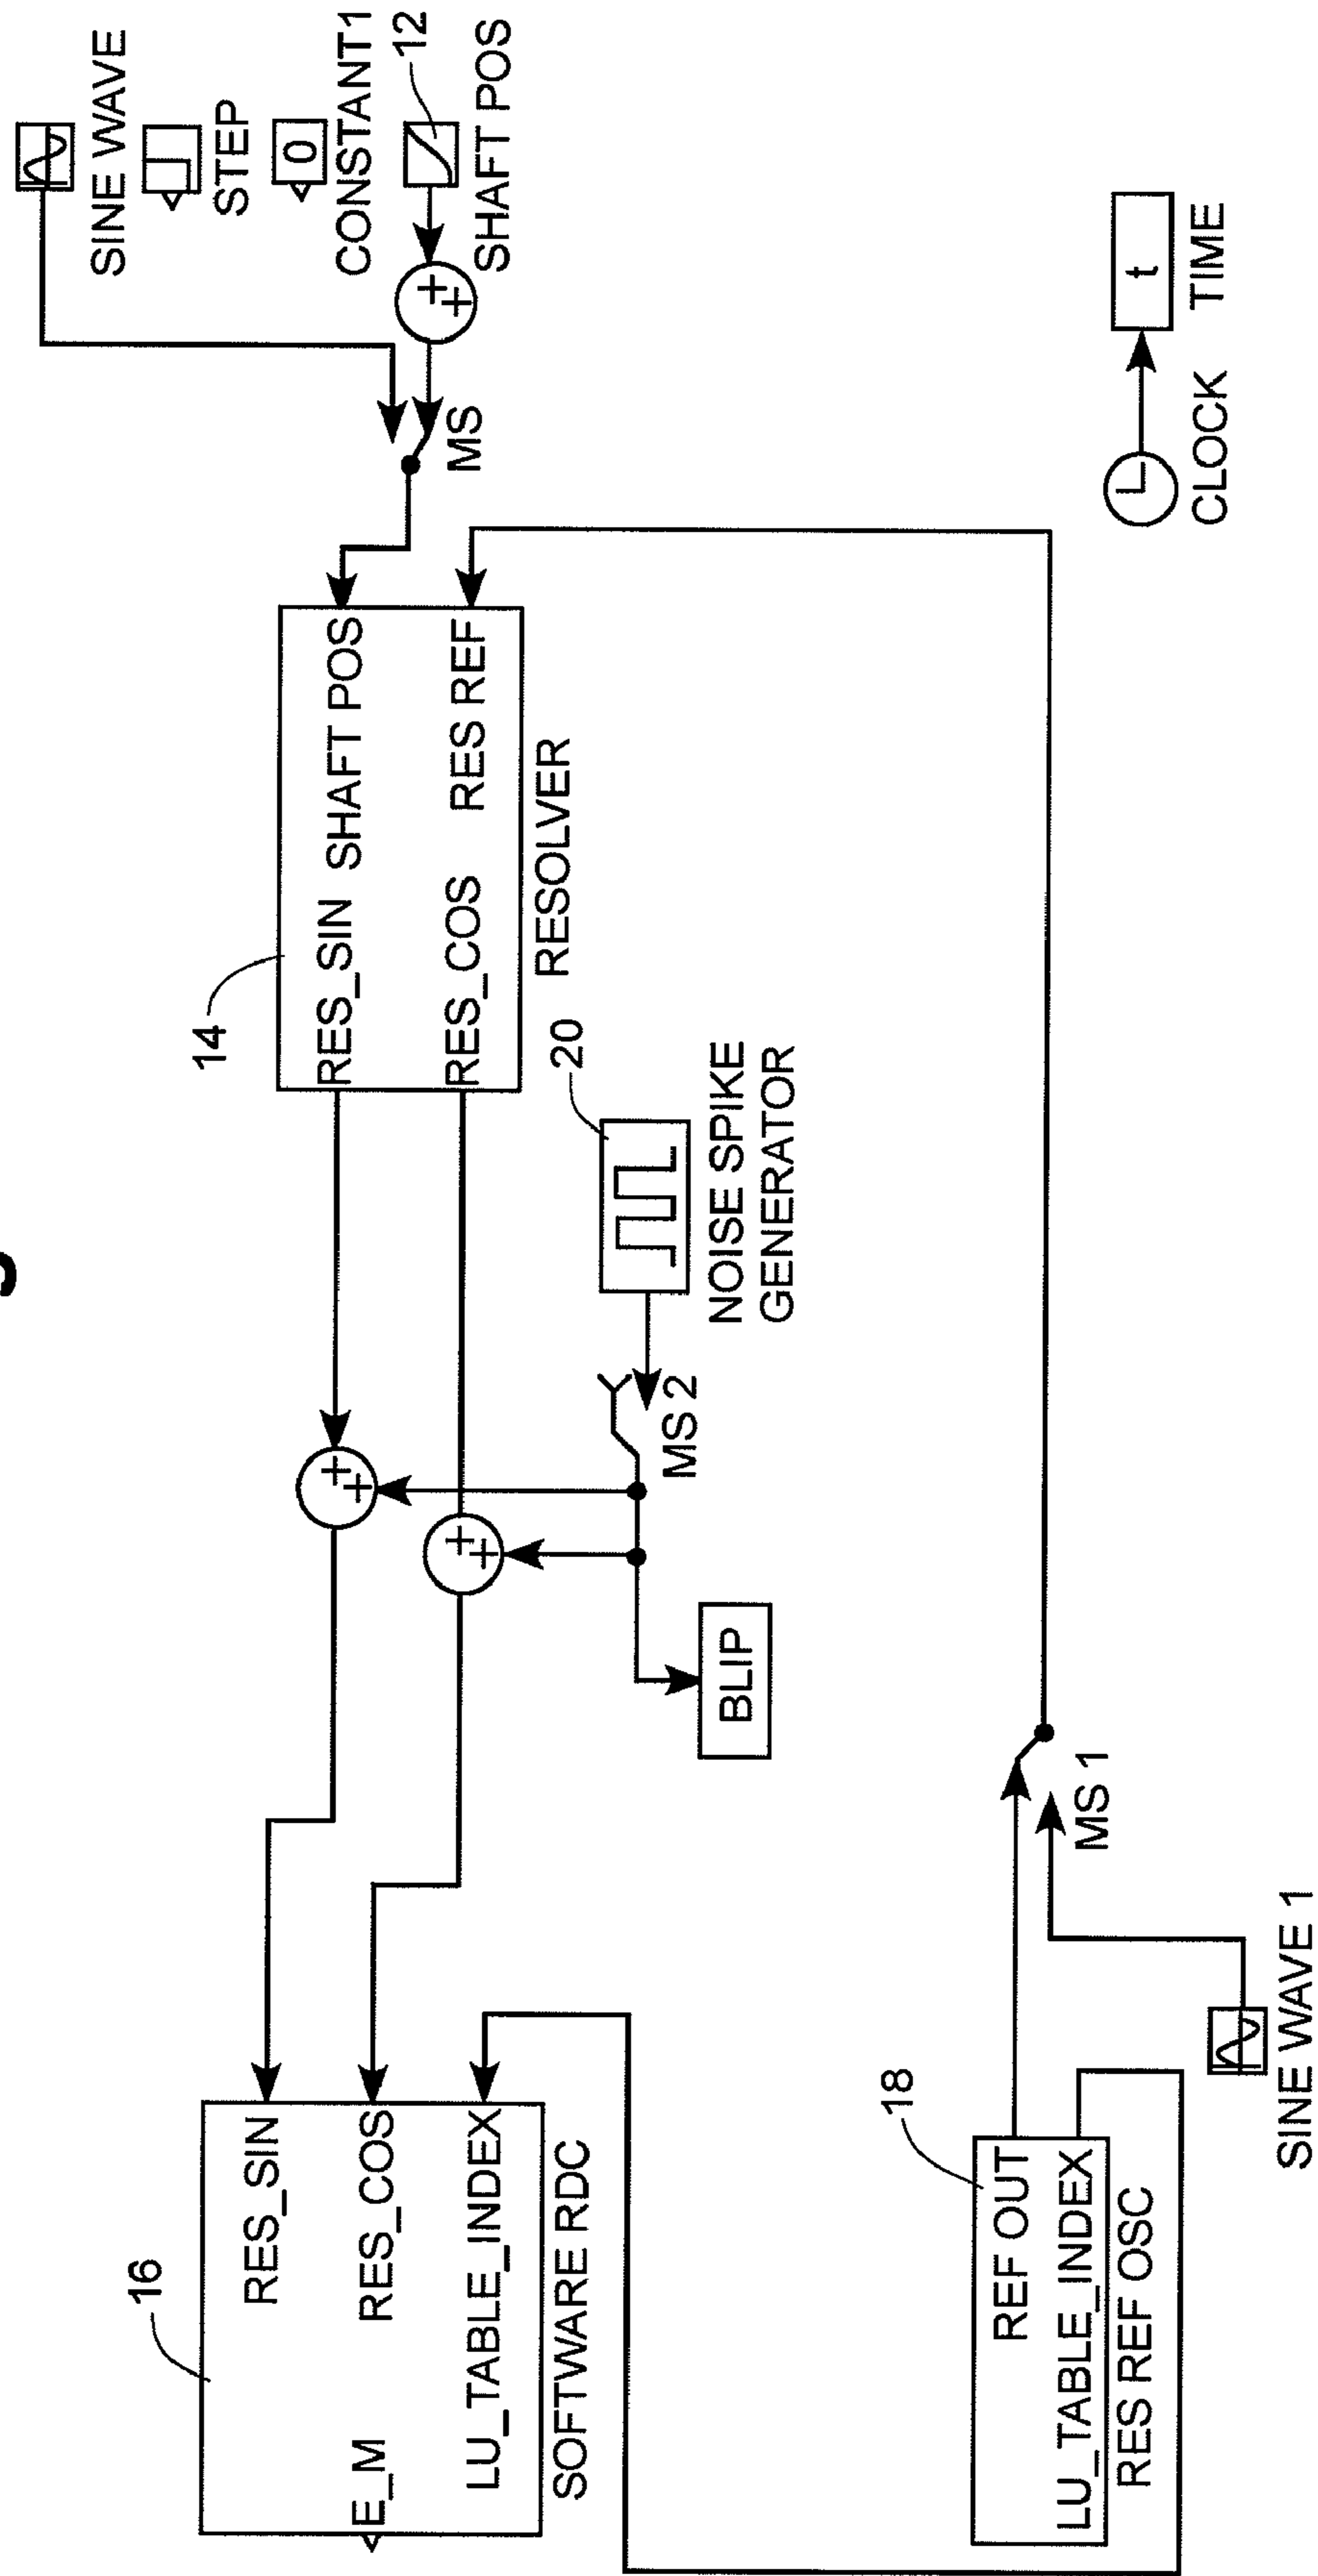 16
RES_SIN
E_M RES_COS
LU_TABLE_INDEX
SOFTWARE RDC
14
RES_SIN SHAFT POS
RES_COS RES REF
RESOLVER
SINE WAVE
STEP
0
CONSTANT1
12
SHAFT POS
++
MS
++
++
20
NOISE SPIKE
GENERATOR
MS 2
BLIP
18
REF OUT
LU_TABLE_INDEX
RES REF OSC
MS 1
SINE WAVE 1
CLOCK
t
TIME